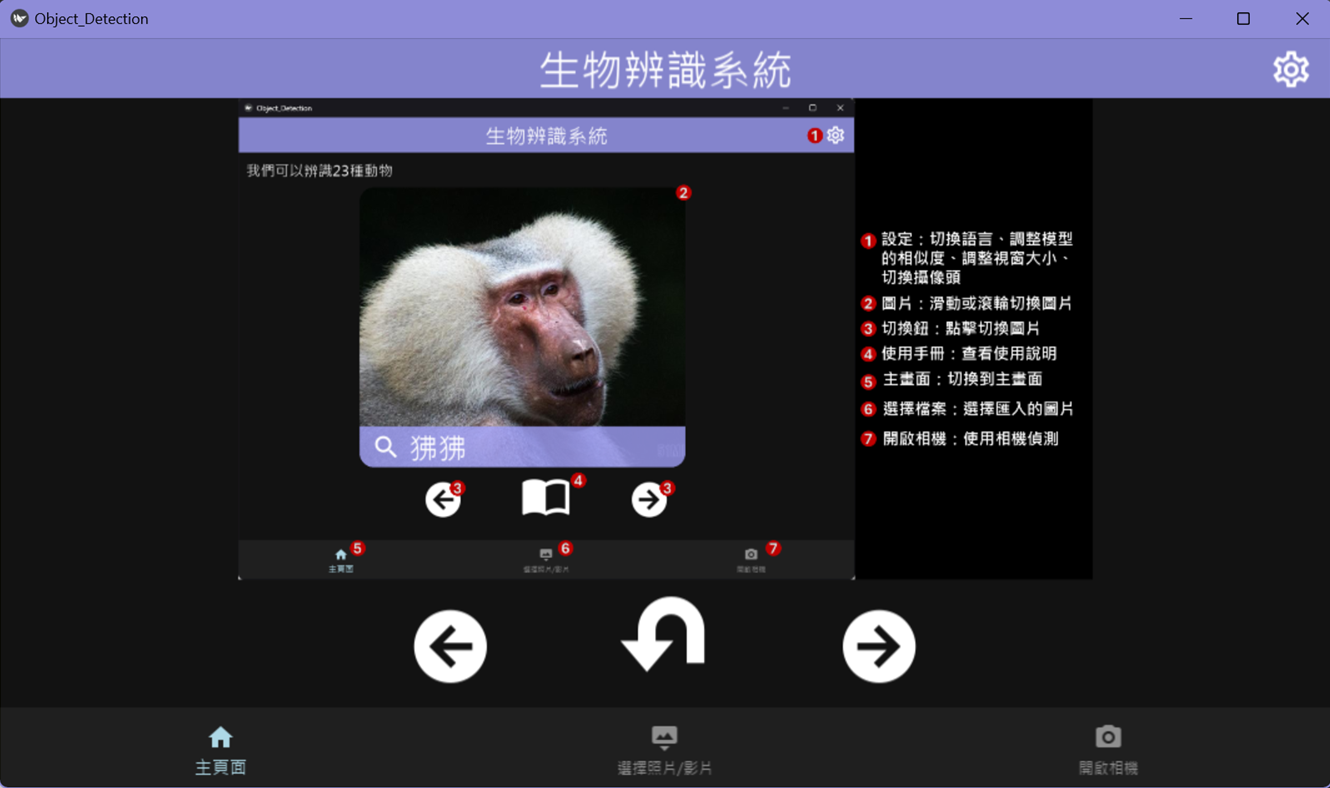 Object_Detection
生物辨識系統
Object_Detection
生物辨識系統
1
我們可以辨識23種動物
2
狒狒
3
4
3
5
6
7
主頁面
選擇照片/影片
開啟相機
1 設定：切換語言、調整模型
的相似度、調整視窗大小、
切換攝像頭
2 圖片：滑動或滾輪切換圖片
3 切換鈕：點擊切換圖片
4 使用手冊：查看使用說明
5 主畫面：切換到主畫面
6 選擇檔案：選擇匯入的圖片
7 開啟相機：使用相機偵測
主頁面
選擇照片/影片
開啟相機